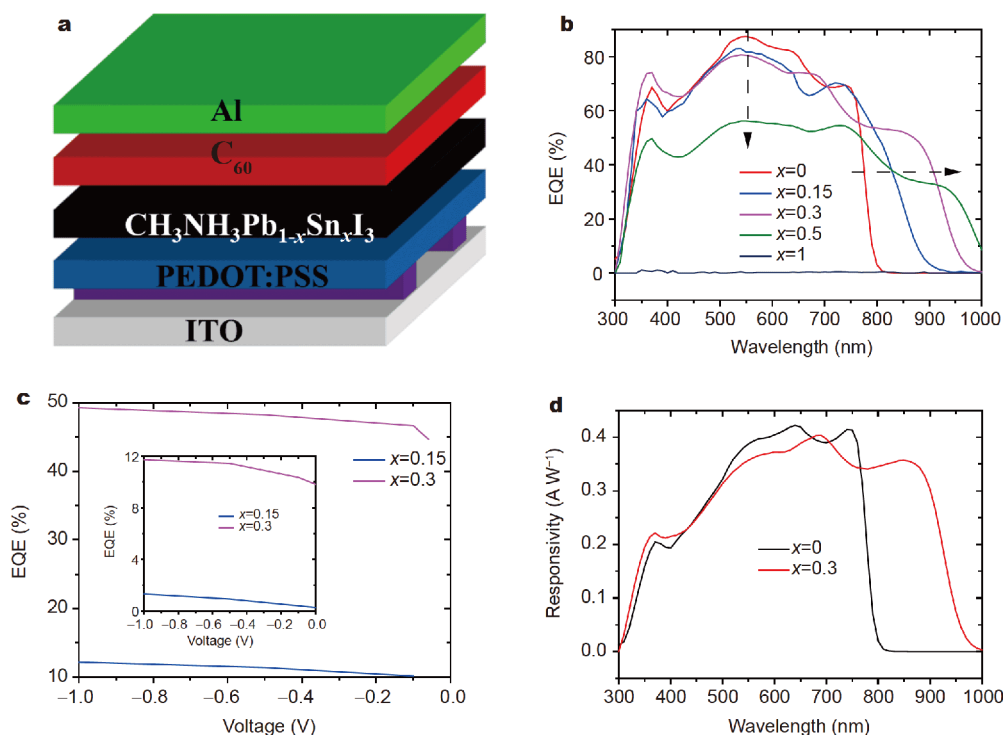 a
Al
C₆₀
CH₃NH₃Pb₁₋ₓSnₓI₃
PEDOT:PSS
ITO
b
EQE (%)
80
60
40
20
0
x=0
x=0.15
x=0.3
x=0.5
x=1
300 400 500 600 700 800 900 1000
Wavelength (nm)
c
EQE (%)
50
40
30
20
10
x=0.15
x=0.3
EQE (%)
12
8
4
0
x=0.15
x=0.3
−1.0 −0.8 −0.6 −0.4 −0.2 0.0
Voltage (V)
−1.0 −0.8 −0.6 −0.4 −0.2 0.0
Voltage (V)
d
Responsivity (A W⁻¹)
0.4
0.3
0.2
0.1
0.0
x=0
x=0.3
300 400 500 600 700 800 900 1000
Wavelength (nm)